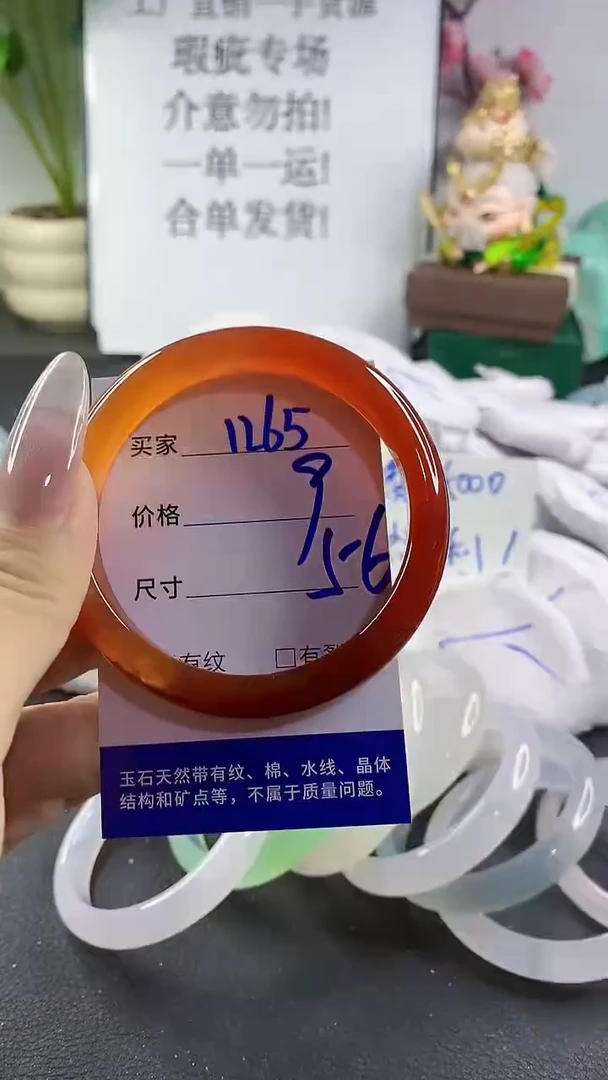 工厂直销一手货源
瑕疵专场
介意勿拍!
一单一运!
合单发货!
买家 1265
价格 9
尺寸 56
有纹 □有裂
玉石天然带有纹、棉、水线、晶体
结构和矿点等，不属于质量问题。